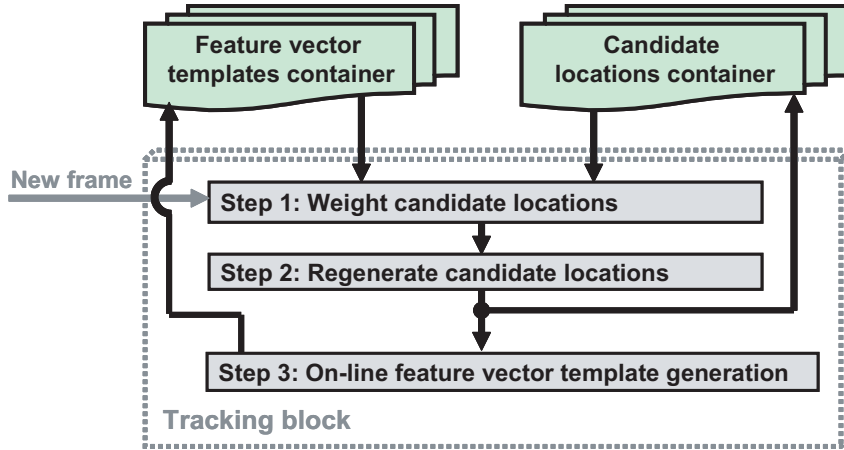 Feature vector
templates container
Candidate
locations container
New frame
Step 1: Weight candidate locations
Step 2: Regenerate candidate locations
Step 3: On-line feature vector template generation
Tracking block